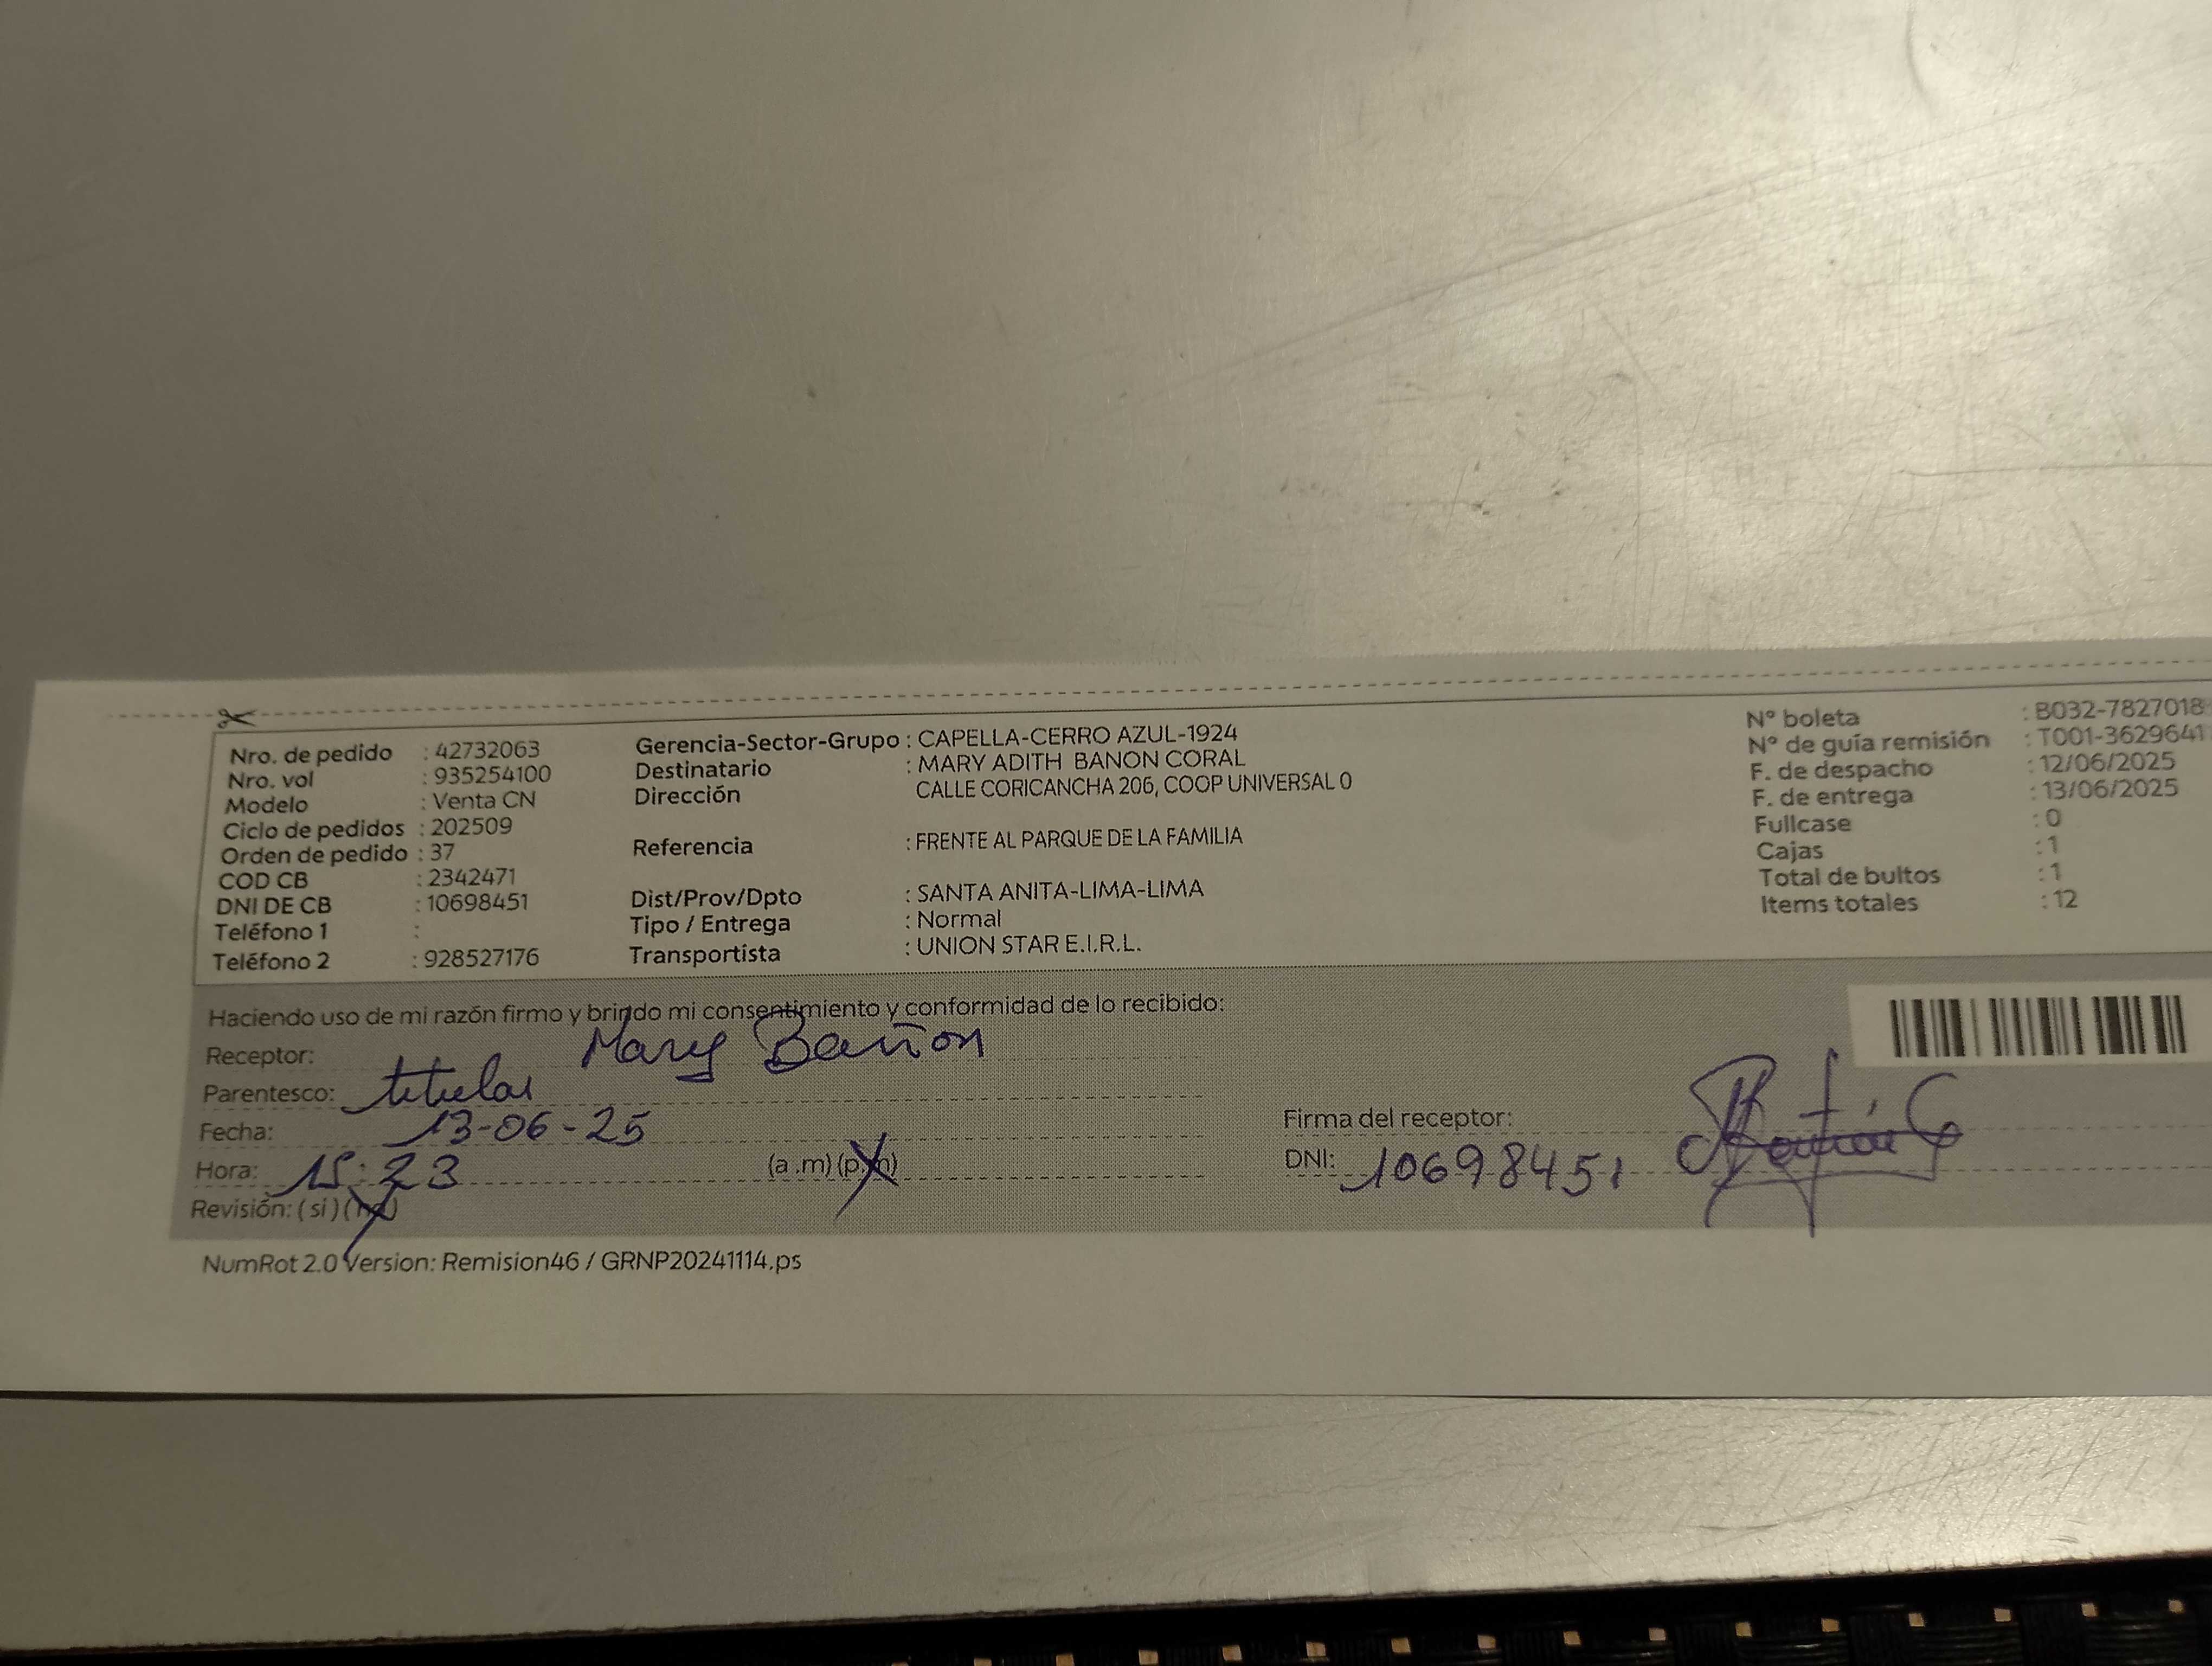 Nro. de pedido : 42732063
Nro. vol : 935254100
Modelo : Venta CN
Ciclo de pedidos : 202509
Orden de pedido : 37
COD CB : 2342471
DNI DE CB : 10698451
Teléfono 1 :
Teléfono 2 : 928527176
Gerencia-Sector-Grupo : CAPELLA-CERRO AZUL-1924
Destinatario : MARY ADITH BANON CORAL
Dirección CALLE CORICANCHA 206, COOP UNIVERSAL 0
Referencia : FRENTE AL PARQUE DE LA FAMILIA
Dist/Prov/Dpto : SANTA ANITA-LIMA-LIMA
Tipo / Entrega : Normal
Transportista : UNION STAR E.I.R.L.
N° boleta : B032-7827018
N° de guía remisión : T001-3629641
F. de despacho : 12/06/2025
F. de entrega : 13/06/2025
Fullcase : 0
Cajas : 1
Total de bultos : 1
Items totales : 12
Haciendo uso de mi razón firmo y brindo mi consentimiento y conformidad de lo recibido:
Receptor: Mary Bañon
Parentesco: titular
Fecha: 13-06-25
Hora: 15:23 (a.m) (p.m)
Revisión: (si) (no)
Firma del receptor:
DNI: 10698451
NumRot 2.0 Version: Remision46 / GRNP20241114.ps